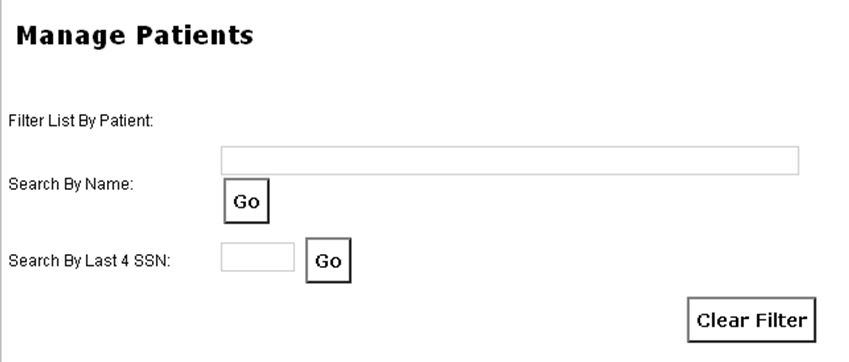 Manage Patients
Filter List By Patient:
Search By Name:
Go
Search By Last 4 SSN:
Go
Clear Filter